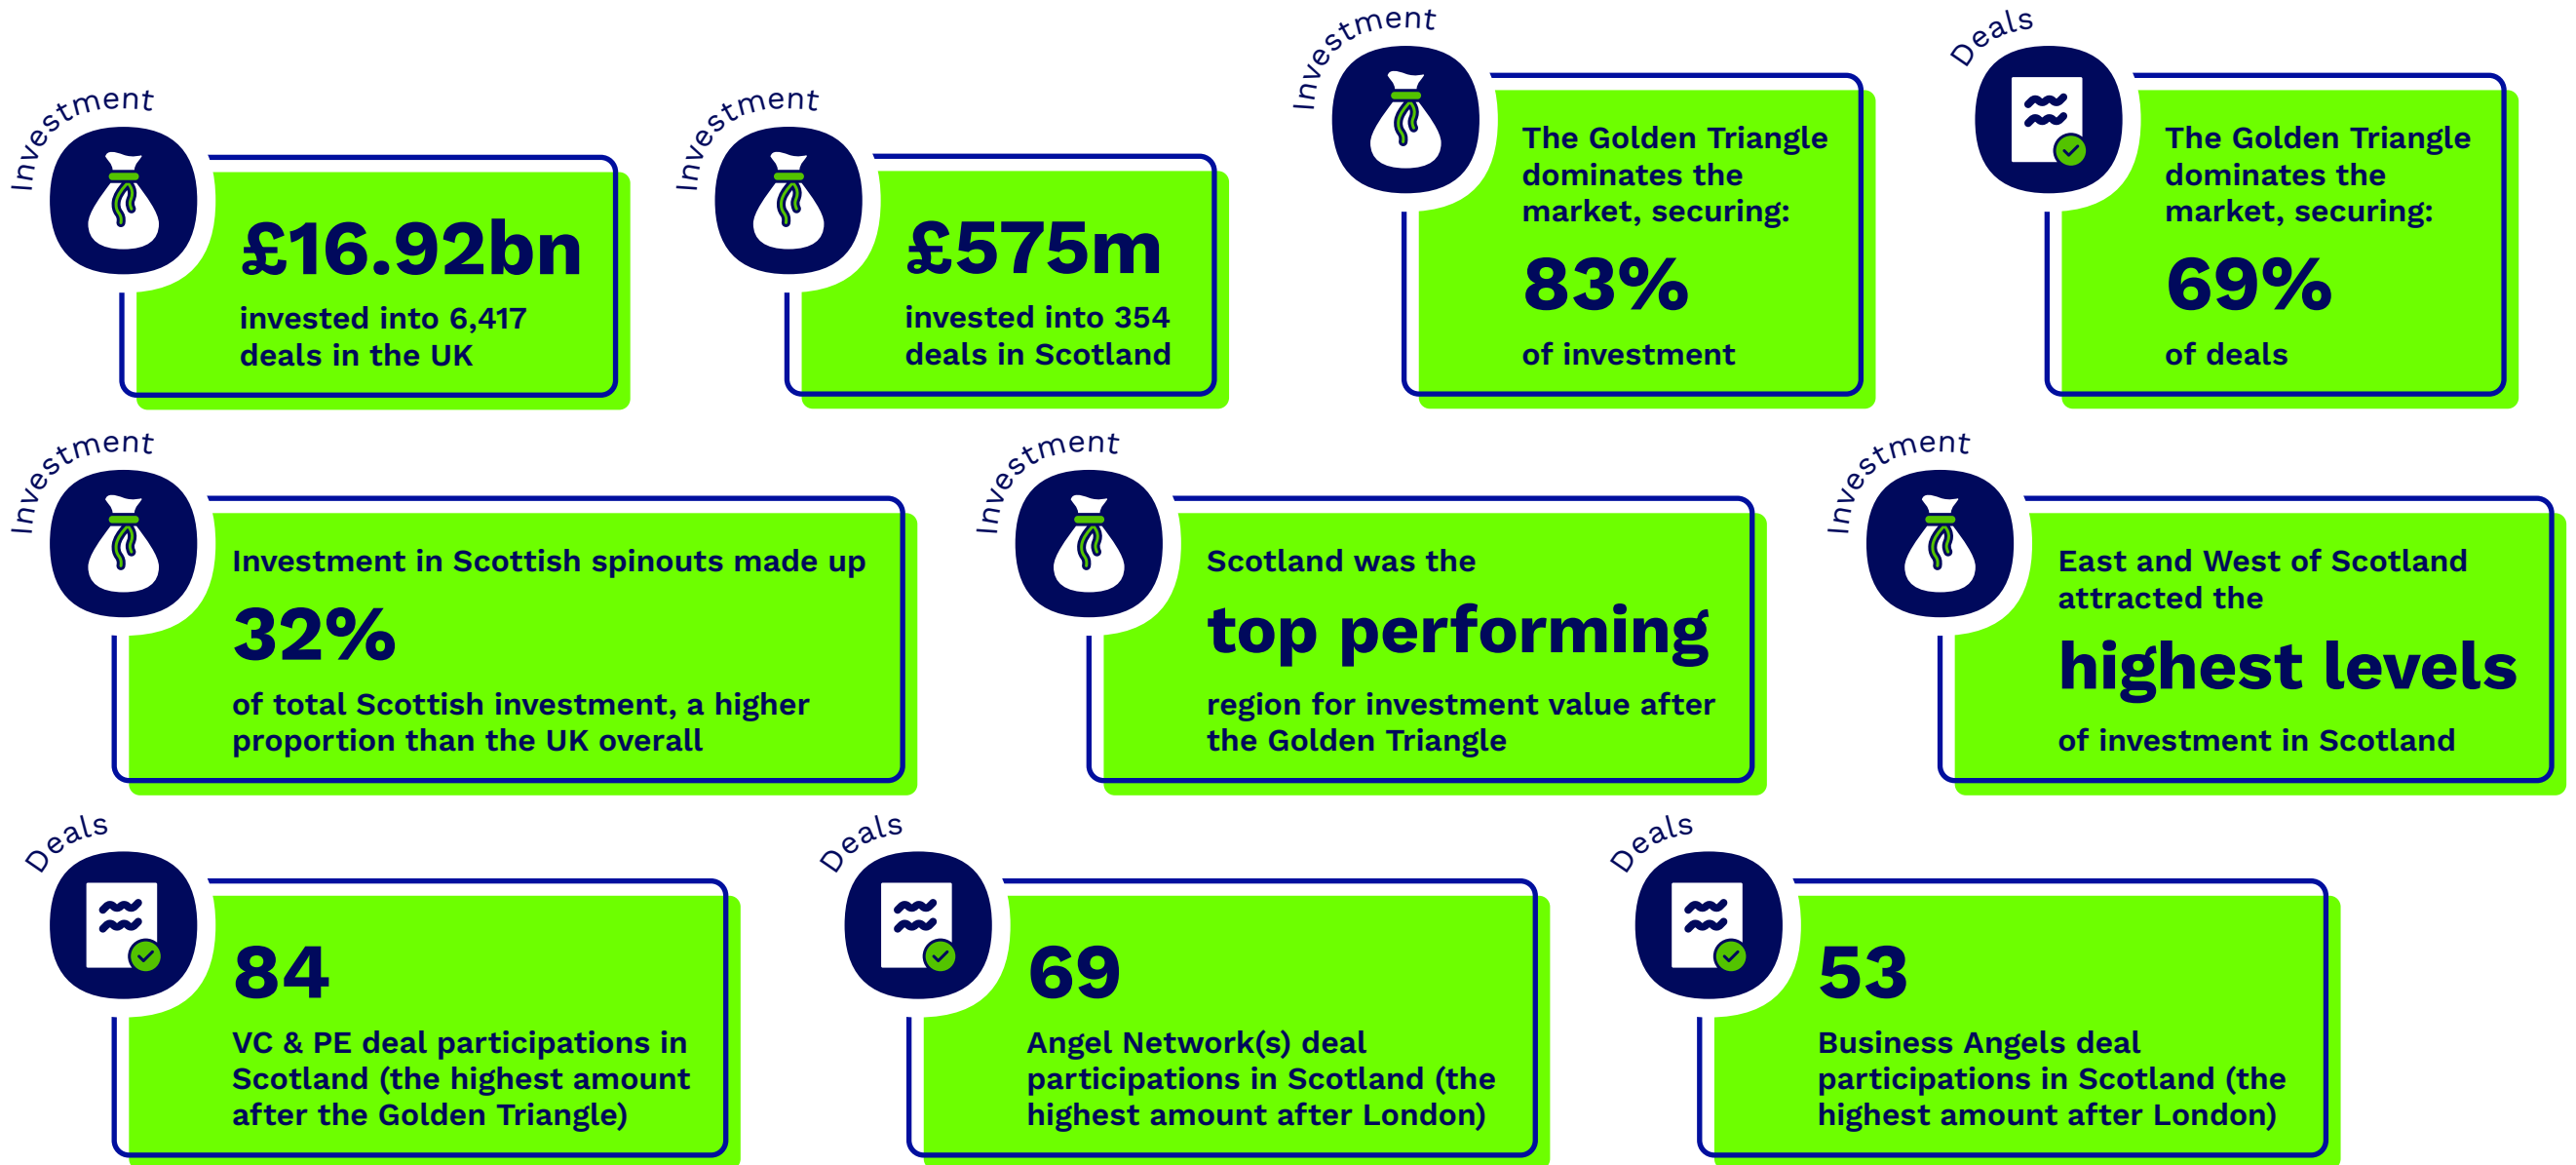 Investment
£16.92bn
invested into 6,417
deals in the UK
Investment
£575m
invested into 354
deals in Scotland
Investment
The Golden Triangle
dominates the
market, securing:
83%
of investment
Deals
The Golden Triangle
dominates the
market, securing:
69%
of deals
Investment
Investment in Scottish spinouts made up
32%
of total Scottish investment, a higher
proportion than the UK overall
Investment
Scotland was the
top performing
region for investment value after
the Golden Triangle
Investment
East and West of Scotland
attracted the
highest levels
of investment in Scotland
Deals
84
VC & PE deal participations in
Scotland (the highest amount
after the Golden Triangle)
Deals
69
Angel Network(s) deal
participations in Scotland (the
highest amount after London)
Deals
53
Business Angels deal
participations in Scotland (the
highest amount after London)